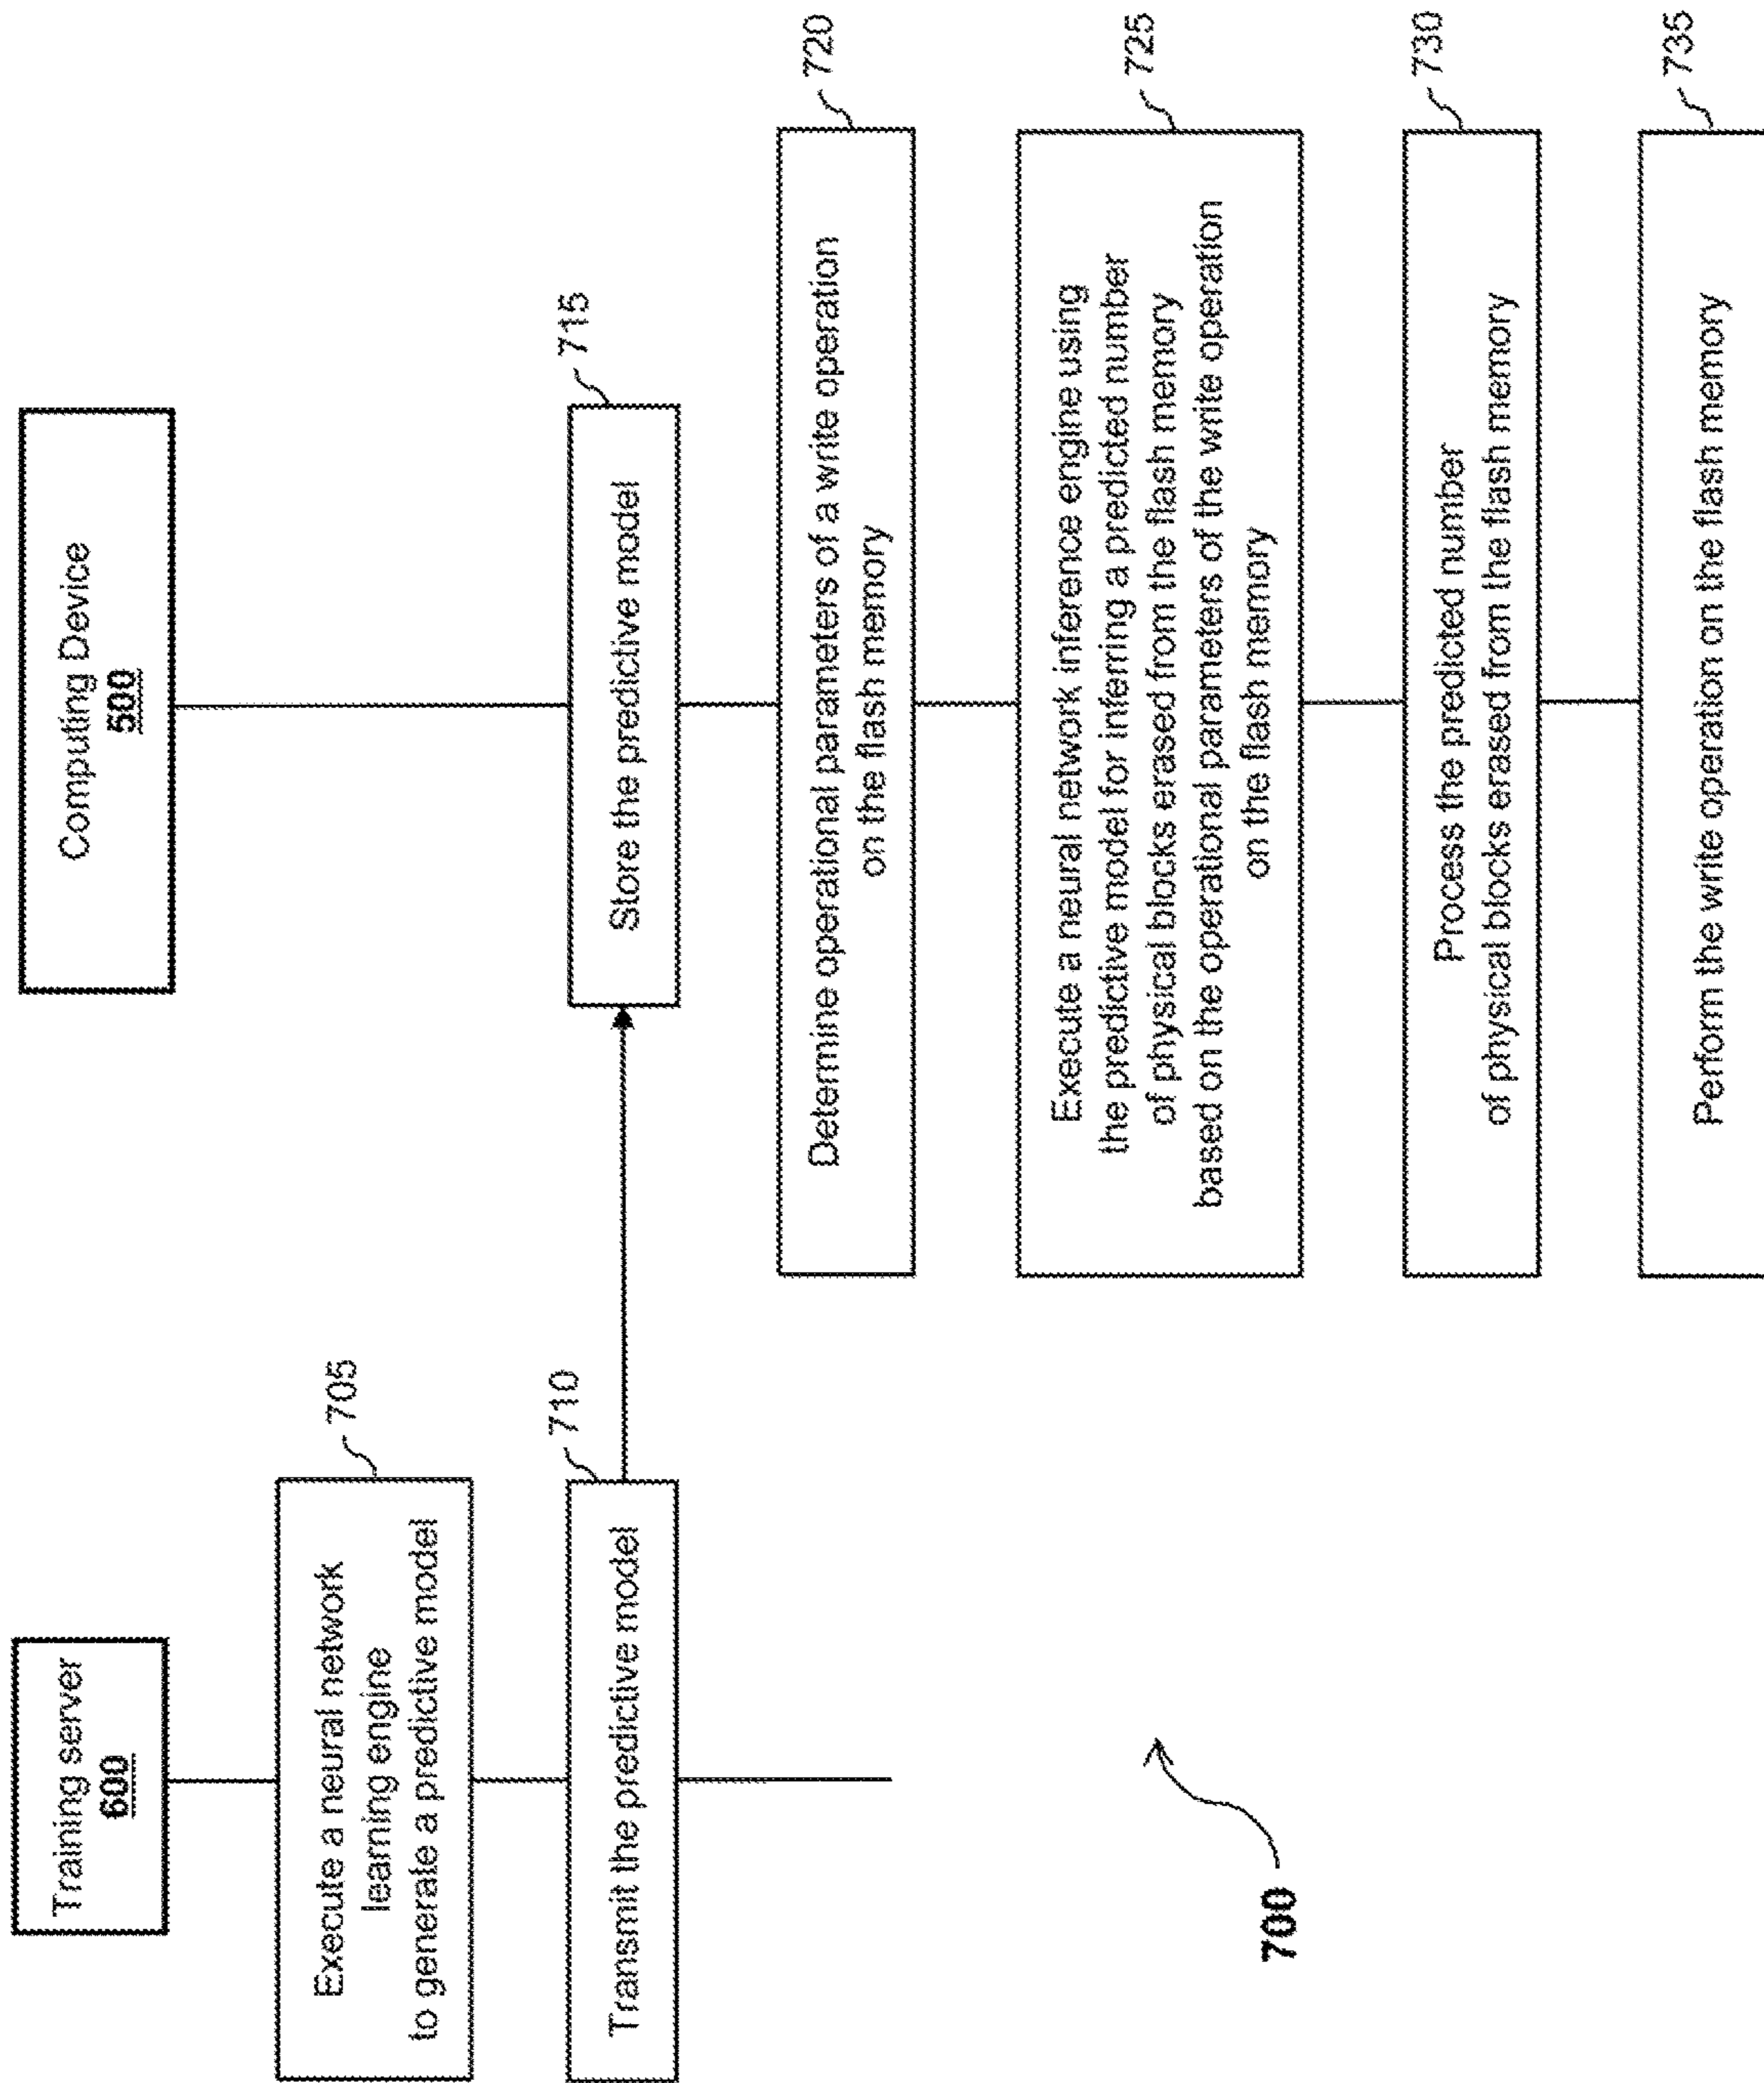 Training server
600
Computing Device
500
Execute a neural network
learning engine
to generate a predictive model
705
Transmit the predictive model
710
Store the predictive model
715
Determine operational parameters of a write operation
on the flash memory
720
Execute a neural network inference engine using
the predictive model for inferring a predicted number
of physical blocks erased from the flash memory
based on the operational parameters of the write operation
on the flash memory
725
Process the predicted number
of physical blocks erased from the flash memory
730
Perform the write operation on the flash memory
735
700